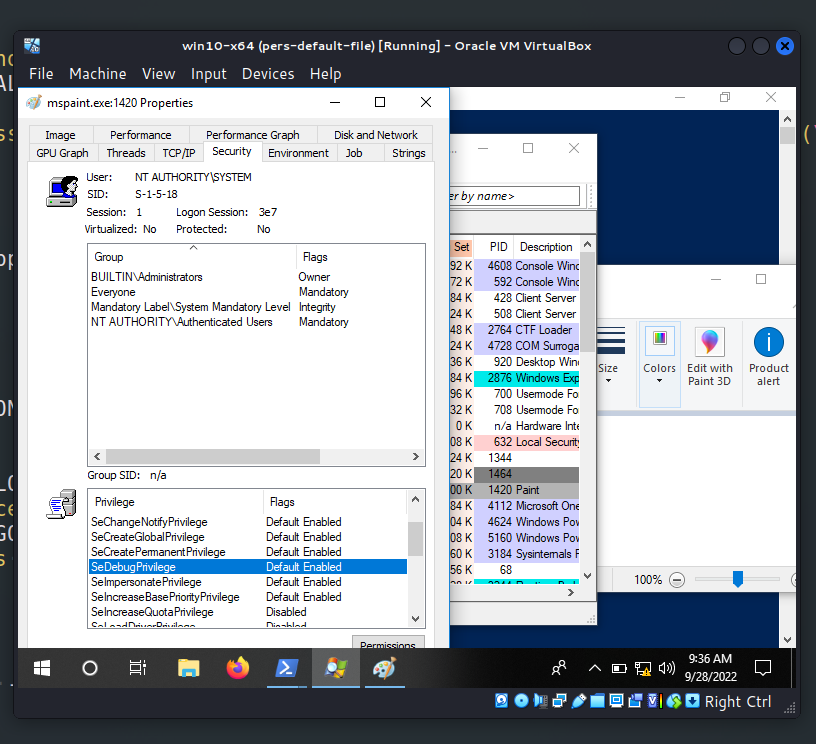 win10-x64 (pers-default-file) [Running] - Oracle VM VirtualBox
File Machine View Input Devices Help
mspaint.exe:1420 Properties
Image Performance Performance Graph Disk and Network
GPU Graph Threads TCP/IP Security Environment Job Strings
User: NT AUTHORITY\SYSTEM
SID: S-1-5-18
Session: 1 Logon Session: 3e7
Virtualized: No Protected: No
Group Flags
BUILTIN\Administrators Owner
Everyone Mandatory
Mandatory Label\System Mandatory Level Integrity
NT AUTHORITY\Authenticated Users Mandatory
Group SID: n/a
Privilege Flags
SeChangeNotifyPrivilege Default Enabled
SeCreateGlobalPrivilege Default Enabled
SeCreatePermanentPrivilege Default Enabled
SeDebugPrivilege Default Enabled
SeImpersonatePrivilege Default Enabled
SeIncreaseBasePriorityPrivilege Default Enabled
SeIncreaseQuotaPrivilege Disabled
SeLoadDriverPrivilege Disabled
Permissions
er by name>
Set PID Description
92 K 4608 Console Wind
72 K 592 Console Wind
84 K 428 Client Server
24 K 508 Client Server
48 K 2764 CTF Loader
24 K 4728 COM Surroga
36 K 920 Desktop Wind
84 K 2876 Windows Exp
96 K 700 Usermode Fo
32 K 708 Usermode Fo
0 K n/a Hardware Inte
08 K 632 Local Security
24 K 1344
20 K 1464
00 K 1420 Paint
84 K 4112 Microsoft One
04 K 4624 Windows Pow
08 K 5160 Windows Pow
60 K 3184 Sysinternals P
56 K 68
Size
Colors
Edit with
Paint 3D
Product
alert
100%
9:36 AM
9/28/2022
Right Ctrl